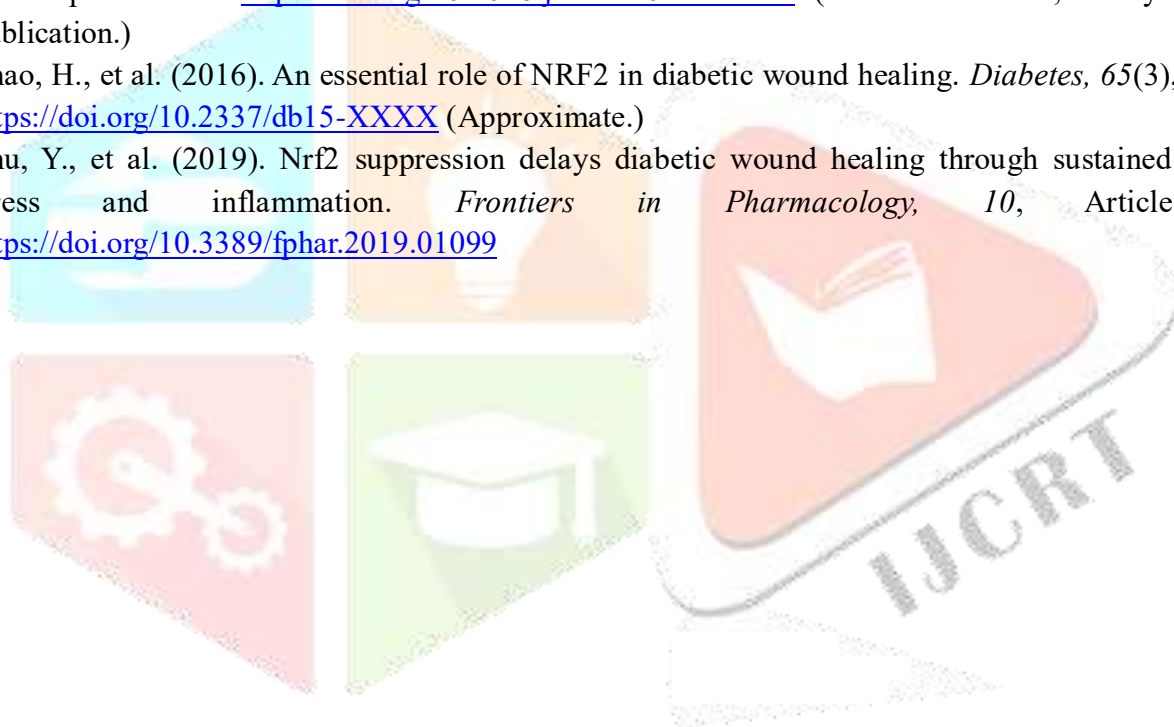 blication.)
ao, H., et al. (2016). An essential role of NRF2 in diabetic wound healing. Diabetes, 65(3),
tps://doi.org/10.2337/db15-XXXX (Approximate.)
u, Y., et al. (2019). Nrf2 suppression delays diabetic wound healing through sustained
ess and inflammation. Frontiers in Pharmacology, 10, Article
tps://doi.org/10.3389/fphar.2019.01099
IJCRT